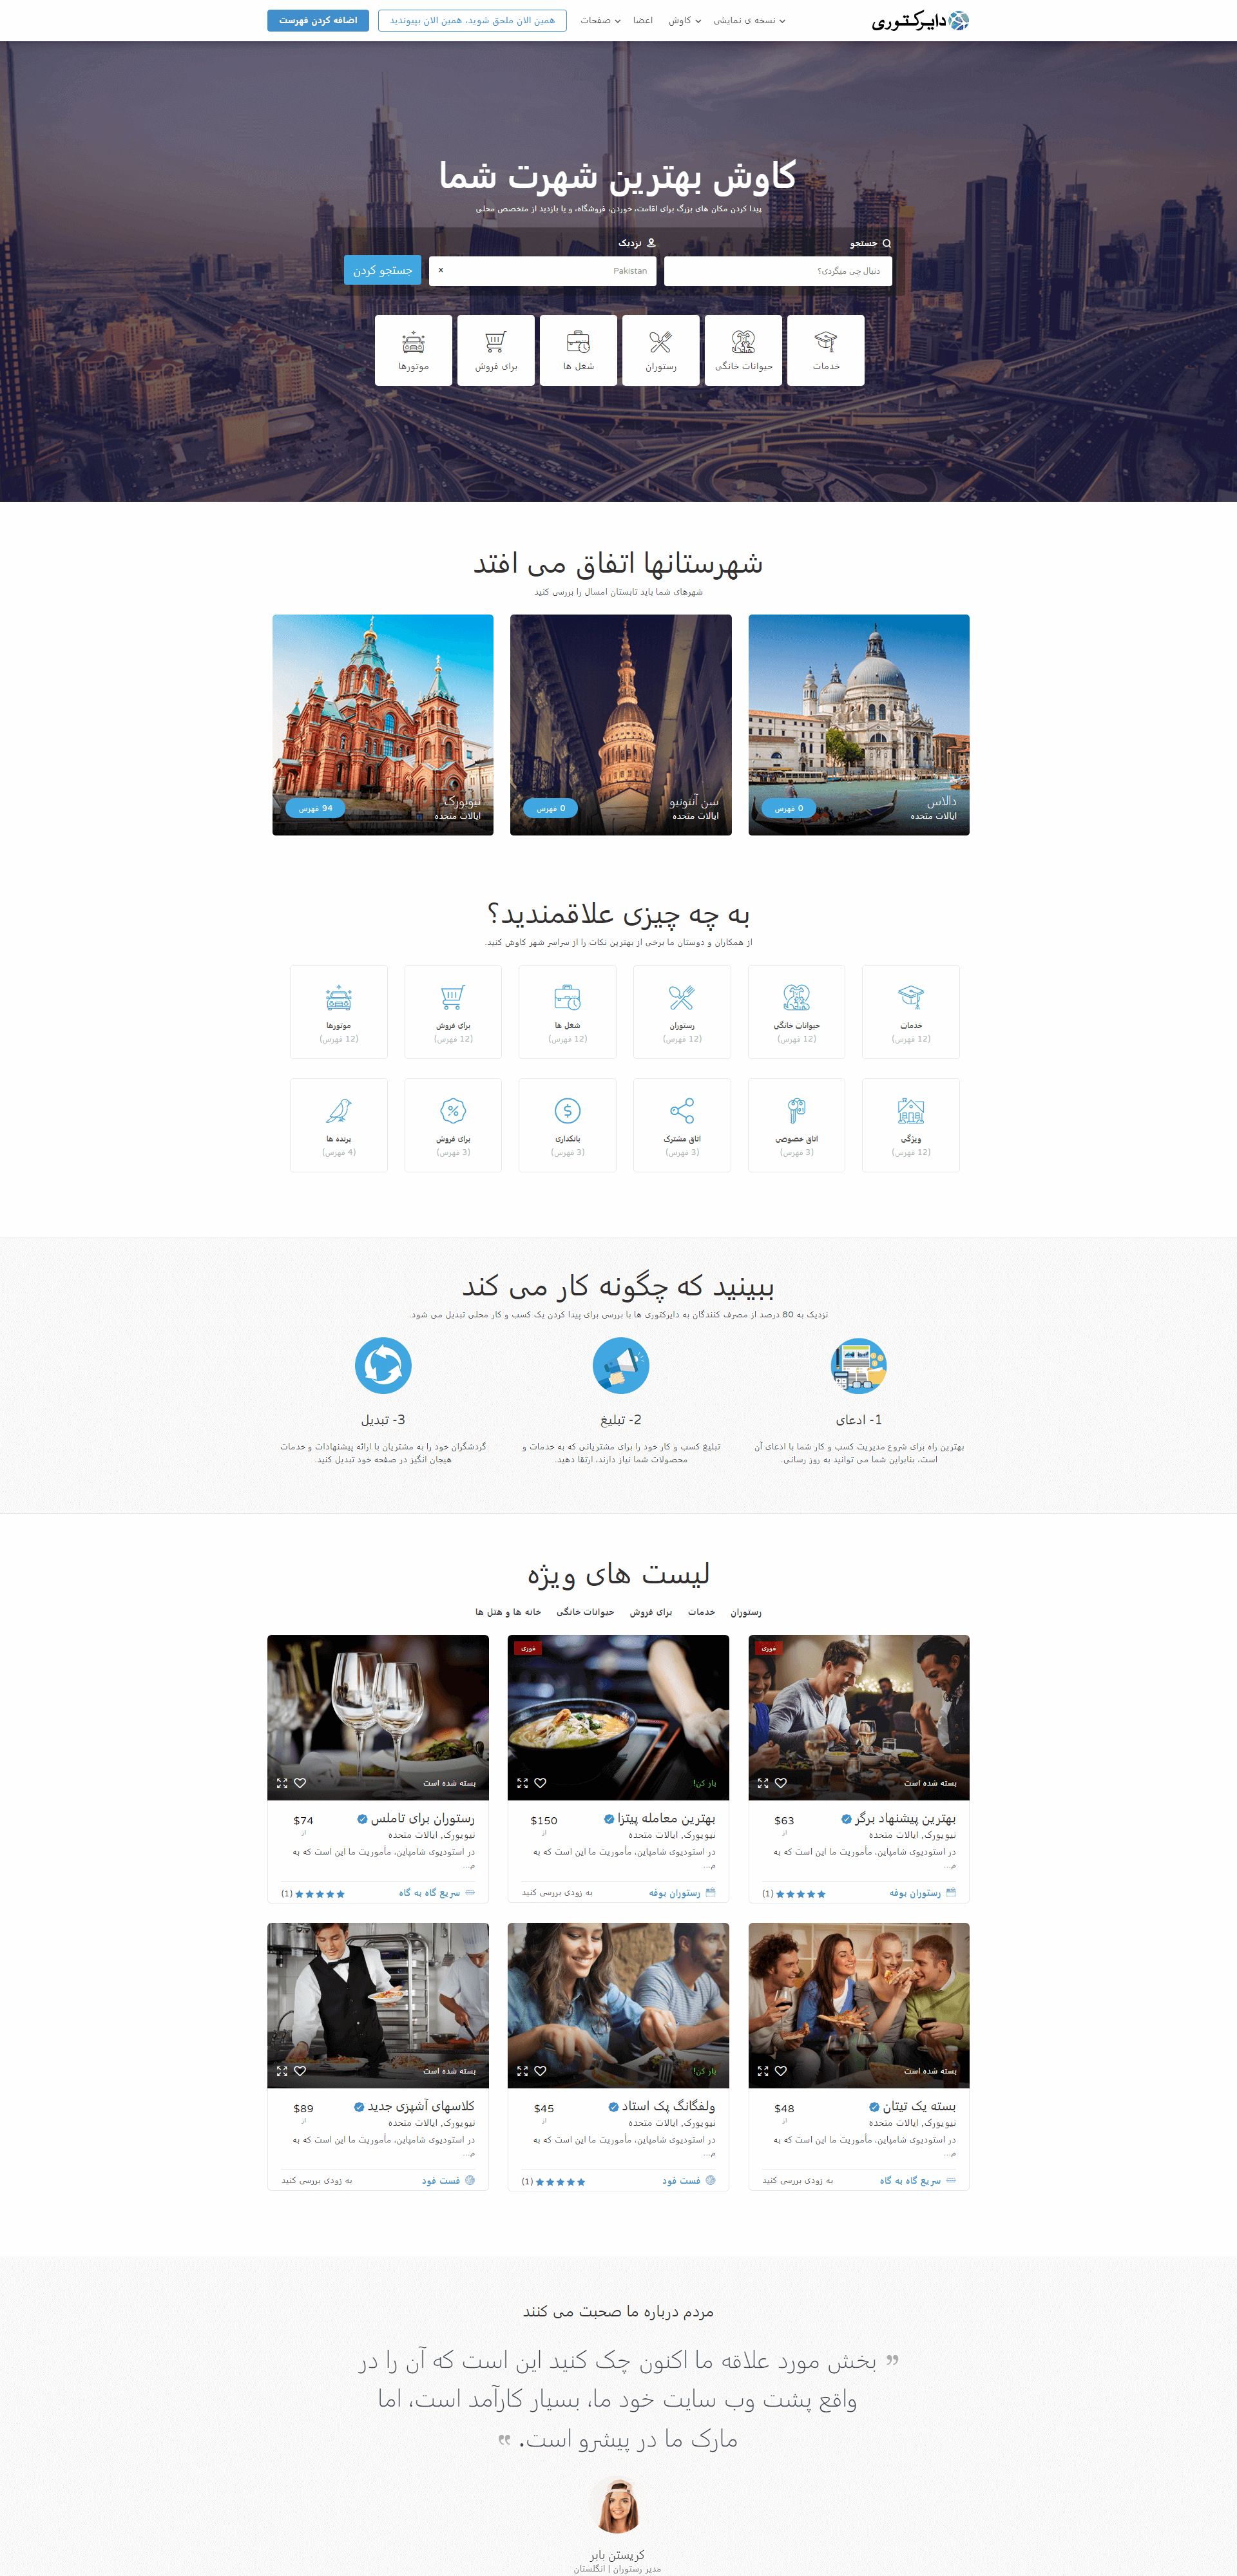 دایرکتوری
نسخه ی نمایشی
کاوش
اعضا
صفحات
همین الان ملحق شوید، همین الان بپیوندید
اضافه کردن فهرست
کاوش بهترین شهرت شما
پیدا کردن مکان های بزرگ برای اقامت، خوردن، فروشگاه، و یا بازدید از متخصص محلی
جستجو
نزدیک
دنبال چی میگردی؟
Pakistan
×
جستجو کردن
خدمات
حیوانات خانگی
رستوران
شغل ها
برای فروش
موتورها
شهرستانها اتفاق می افتد
شهرهای شما باید تابستان امسال را بررسی کنید
دالاس
ایالات متحده
0 فهرس
سن آنتونیو
ایالات متحده
0 فهرس
نیویورک
ایالات متحده
94 فهرس
به چه چیزی علاقمندید؟
از همکاران و دوستان ما برخی از بهترین نکات را از سراسر شهر کاوش کنید.
خدمات
(12 فهرس)
حیوانات خانگی
(12 فهرس)
رستوران
(12 فهرس)
شغل ها
(12 فهرس)
برای فروش
(12 فهرس)
موتورها
(12 فهرس)
ویژگی
(12 فهرس)
اتاق خصوصی
(3 فهرس)
اتاق مشترک
(3 فهرس)
بانکداری
(3 فهرس)
برای فروش
(3 فهرس)
پرنده ها
(4 فهرس)
ببینید که چگونه کار می کند
نزدیک به 80 درصد از مصرف کنندگان به دایرکتوری ها با بررسی برای پیدا کردن یک کسب و کار محلی تبدیل می شود.
1- ادعای
بهترین راه برای شروع مدیریت کسب و کار شما با ادعای آن
است، بنابراین شما می توانید به روز رسانی.
2- تبلیغ
تبلیغ کسب و کار خود را برای مشتریانی که به خدمات و
محصولات شما نیاز دارند، ارتقا دهید.
3- تبدیل
گردشگران خود را به مشتریان با ارائه پیشنهادات و خدمات
هیجان انگیز در صفحه خود تبدیل کنید.
لیست های ویژه
رستوران
خدمات
برای فروش
حیوانات خانگی
خانه ها و هتل ها
فوری
بسته شده است
بهترین پیشنهاد برگر
$63
نیویورک, ایالات متحده
از
در استودیوی شامپاین، مأموریت ما این است که به
م...
رستوران بوفه
(1)
فوری
باز کن!
بهترین معامله پیتزا
$150
نیویورک, ایالات متحده
از
در استودیوی شامپاین، مأموریت ما این است که به
م...
رستوران بوفه
به زودی بررسی کنید
بسته شده است
رستوران برای تاملس
$74
نیویورک, ایالات متحده
از
در استودیوی شامپاین، مأموریت ما این است که به
م...
سریع گاه به گاه
(1)
بسته شده است
بسته یک تیتان
$48
نیویورک, ایالات متحده
از
در استودیوی شامپاین، مأموریت ما این است که به
م...
سریع گاه به گاه
به زودی بررسی کنید
باز کن!
ولفگانگ پک استاد
$45
نیویورک, ایالات متحده
از
در استودیوی شامپاین، مأموریت ما این است که به
م...
فست فود
(1)
بسته شده است
کلاسهای آشپزی جدید
$89
نیویورک, ایالات متحده
از
در استودیوی شامپاین، مأموریت ما این است که به
م...
فست فود
به زودی بررسی کنید
مردم درباره ما صحبت می کنند
” بخش مورد علاقه ما اکنون چک کنید این است که آن را در
واقع پشت وب سایت خود ما، بسیار کارآمد است، اما
مارک ما در پیشرو است. “
کریستن بابر
مدیر رستوران | انگلستان